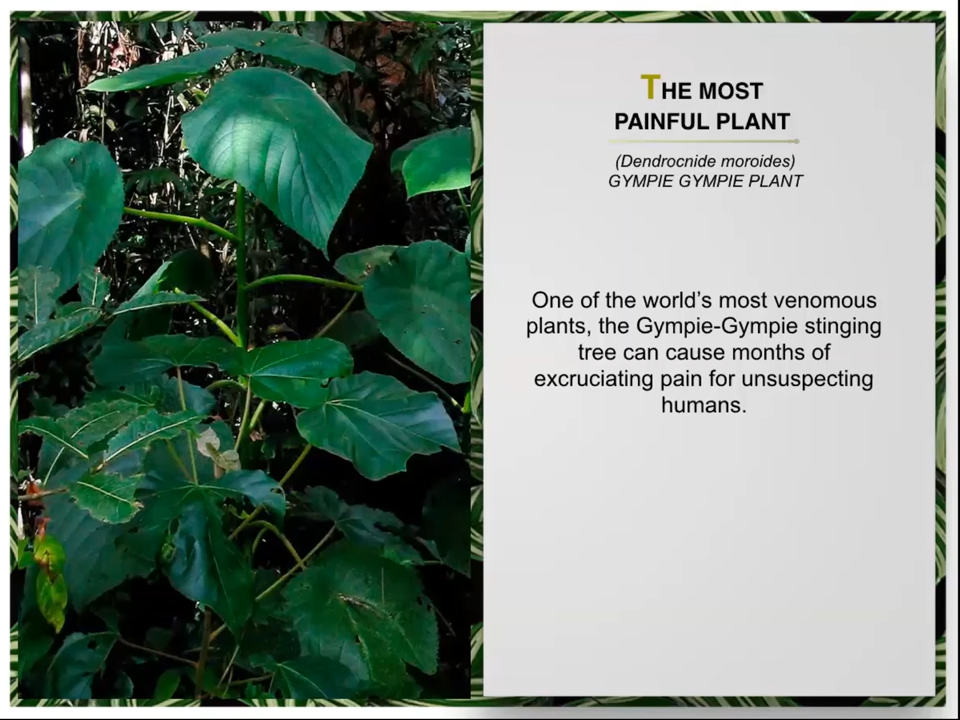 THE MOST
PAINFUL PLANT
(Dendrocnide moroides)
GYMPIE GYMPIE PLANT
One of the world’s most venomous
plants, the Gympie-Gympie stinging
tree can cause months of
excruciating pain for unsuspecting
humans.